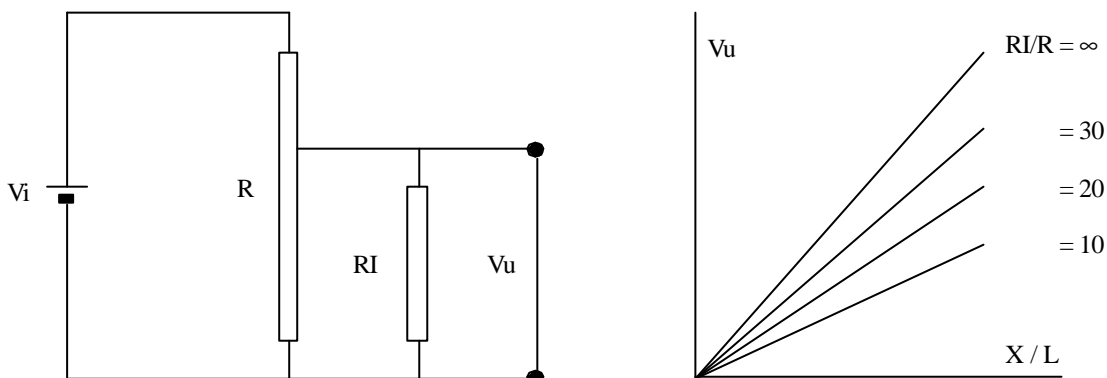 Vi
R
RI
Vu
Vu
RI/R = ∞
= 30
= 20
= 10
X / L